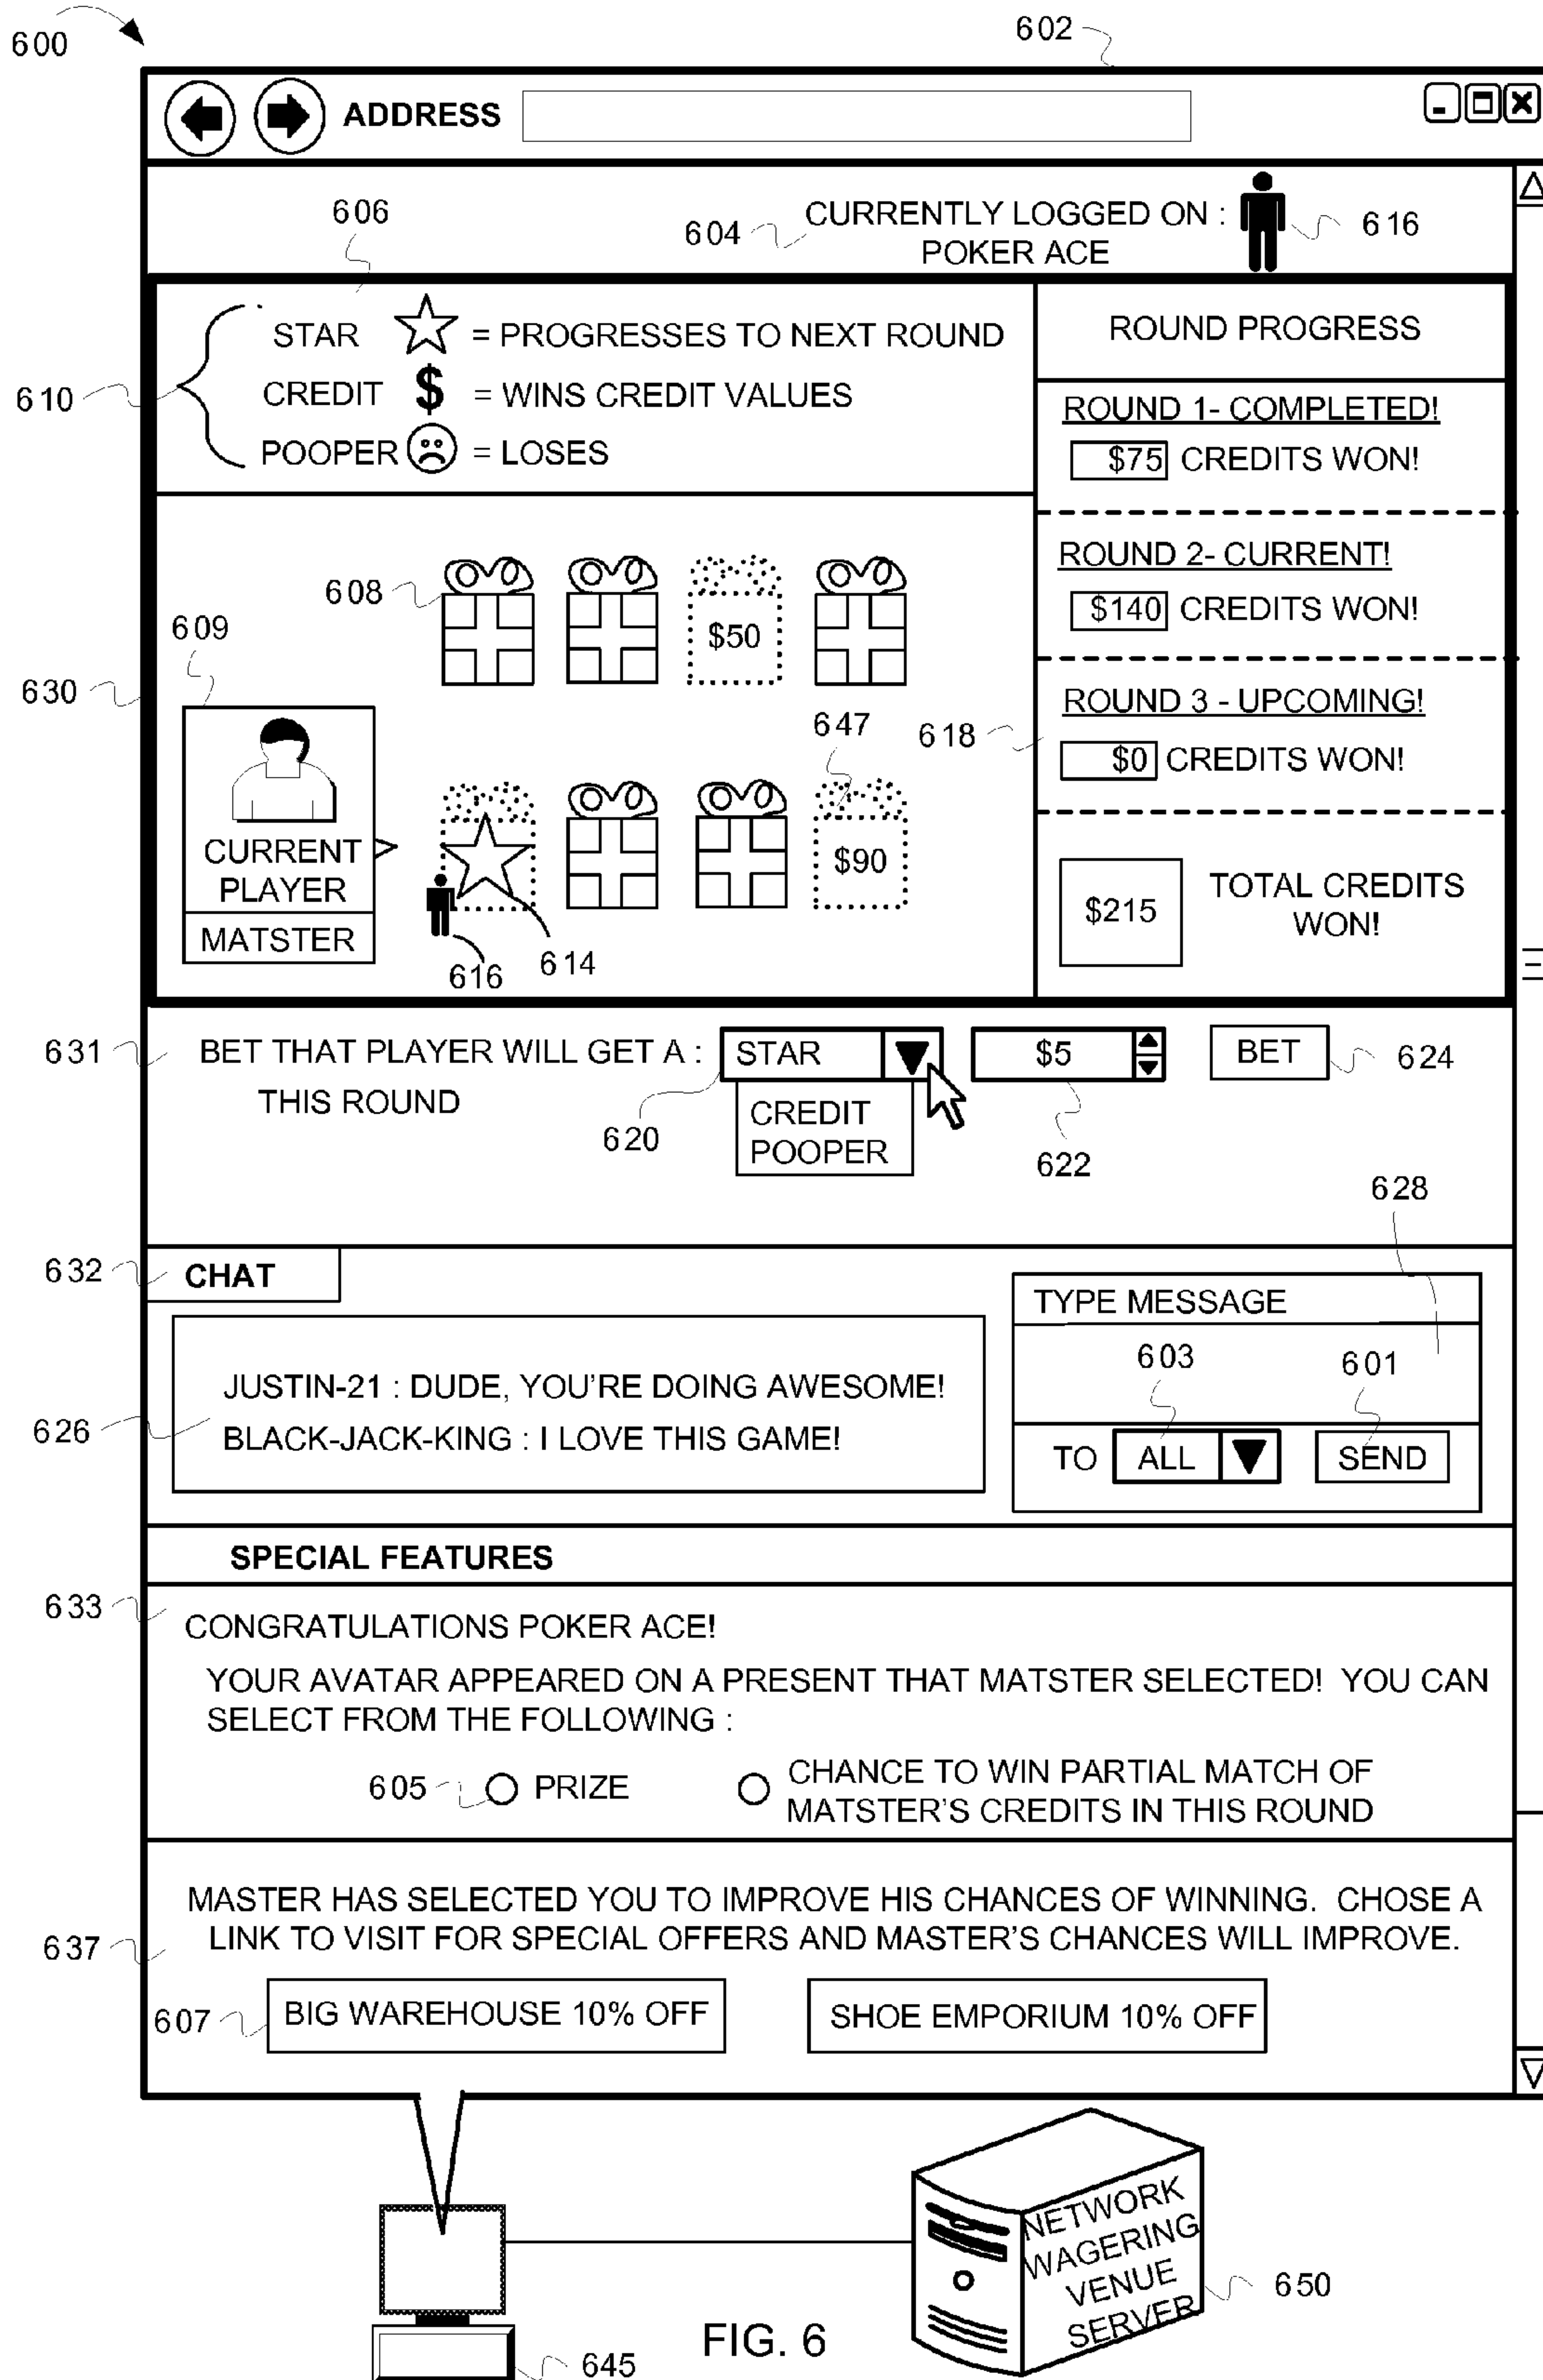 600
602
ADDRESS
606
604
CURRENTLY LOGGED ON :
POKER ACE
616
610
STAR = PROGRESSES TO NEXT ROUND
CREDIT $ = WINS CREDIT VALUES
POOPER = LOSES
ROUND PROGRESS
ROUND 1- COMPLETED!
$75 CREDITS WON!
ROUND 2- CURRENT!
$140 CREDITS WON!
ROUND 3 - UPCOMING!
$0 CREDITS WON!
$215
TOTAL CREDITS
WON!
608
$50
609
630
647
618
CURRENT
PLAYER
MATSTER
$90
616
614
631
BET THAT PLAYER WILL GET A :
THIS ROUND
STAR
CREDIT
POOPER
$5
BET
624
620
622
628
632
CHAT
TYPE MESSAGE
603
601
JUSTIN-21 : DUDE, YOU'RE DOING AWESOME!
626
BLACK-JACK-KING : I LOVE THIS GAME!
TO ALL SEND
SPECIAL FEATURES
633
CONGRATULATIONS POKER ACE!
YOUR AVATAR APPEARED ON A PRESENT THAT MATSTER SELECTED! YOU CAN
SELECT FROM THE FOLLOWING :
605
PRIZE
CHANCE TO WIN PARTIAL MATCH OF
MATSTER'S CREDITS IN THIS ROUND
MASTER HAS SELECTED YOU TO IMPROVE HIS CHANCES OF WINNING. CHOSE A
LINK TO VISIT FOR SPECIAL OFFERS AND MASTER'S CHANCES WILL IMPROVE.
637
607
BIG WAREHOUSE 10% OFF
SHOE EMPORIUM 10% OFF
NETWORK
WAGERING
VENUE
SERVER
650
FIG. 6
645